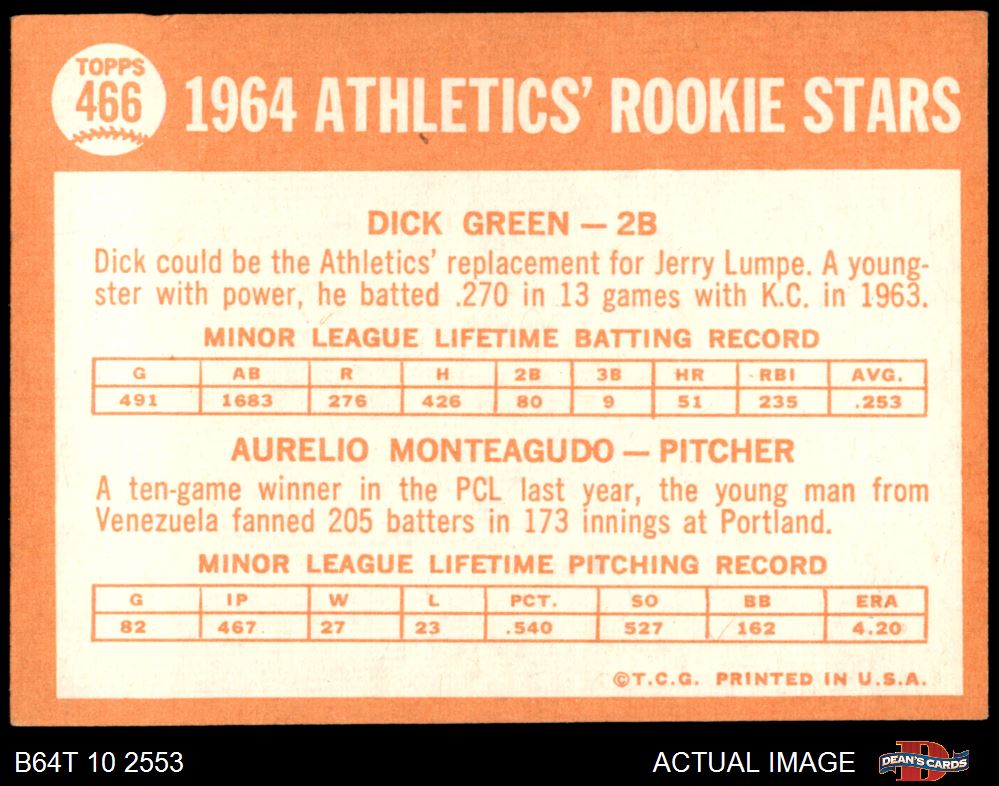 TOPPS
466
1964 ATHLETICS' ROOKIE STARS
DICK GREEN — 2B
Dick could be the Athletics' replacement for Jerry Lumpe. A young-
ster with power, he batted .270 in 13 games with K.C. in 1963.
MINOR LEAGUE LIFETIME BATTING RECORD
G AB R H 2B 3B HR RBI AVG.
491 1683 276 426 80 9 51 235 .253
AURELIO MONTEAGUDO — PITCHER
A ten-game winner in the PCL last year, the young man from
Venezuela fanned 205 batters in 173 innings at Portland.
MINOR LEAGUE LIFETIME PITCHING RECORD
G IP W L PCT. SO BB ERA
82 467 27 23 .540 527 162 4.20
©T.C.G. PRINTED IN U.S.A.
B64T 10 2553 ACTUAL IMAGE
D
DEAN'S CARDS